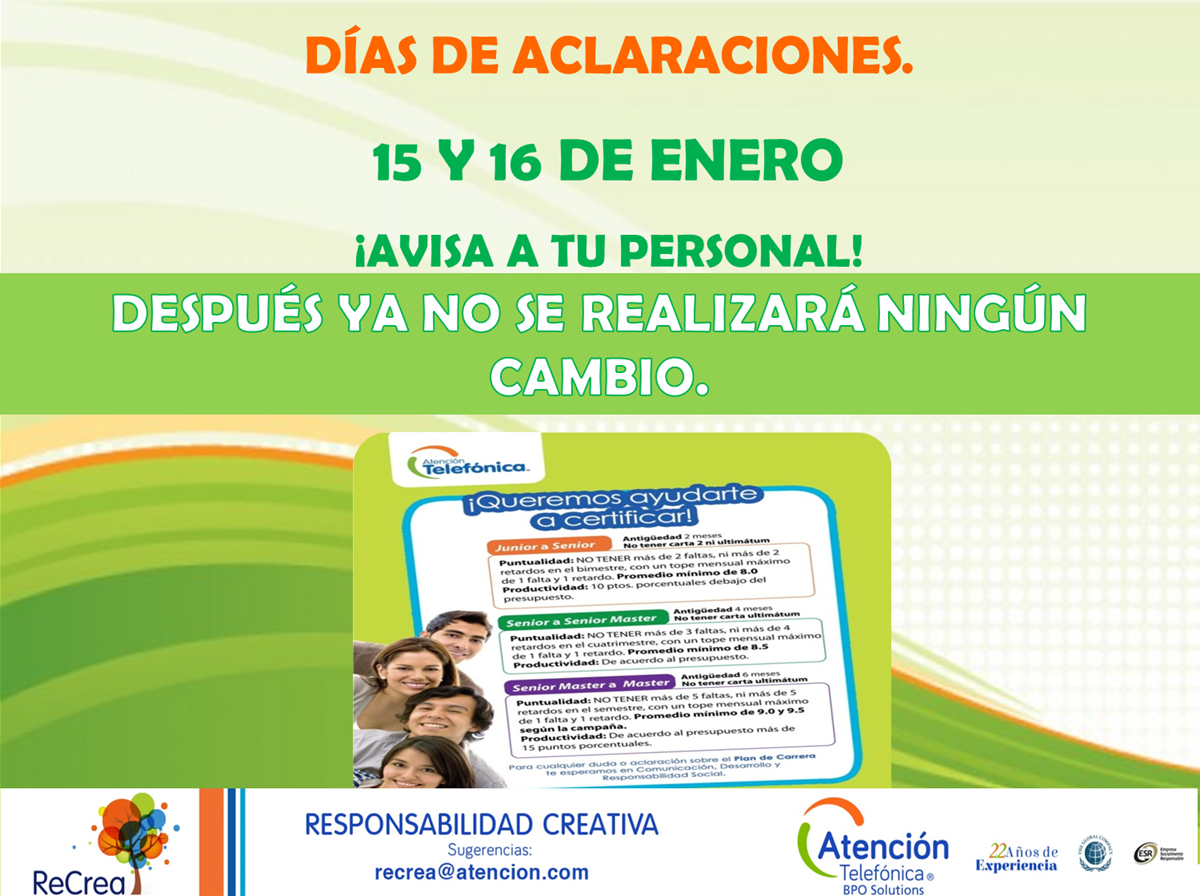 DÍAS DE ACLARACIONES.
15 Y 16 DE ENERO
¡AVISA A TU PERSONAL!
DESPUÉS YA NO SE REALIZARÁ NINGÚN
CAMBIO.
Atención
Telefónica
¡Queremos ayudarte
a certificar!
Junior a Senior
Antigüedad 2 meses
No tener carta 2 ni ultimátum
Puntualidad: NO TENER más de 2 faltas, ni más de 2
retardos en el bimestre, con un tope mensual máximo
de 1 falta y 1 retardo. Promedio mínimo de 8.0
Productividad: 10 ptos. porcentuales debajo del
presupuesto.
Senior a Senior Master
Antigüedad 4 meses
No tener carta ultimátum
Puntualidad: NO TENER más de 3 faltas, ni más de 4
retardos en el cuatrimestre, con un tope mensual máximo
de 1 falta y 1 retardo. Promedio mínimo de 8.5
Productividad: De acuerdo al presupuesto.
Senior Master a Master
Antigüedad 6 meses
No tener carta ultimátum
Puntualidad: NO TENER más de 5 faltas, ni más de 5
retardos en el semestre, con un tope mensual máximo
de 1 falta y 1 retardo. Promedio mínimo de 9.0 y 9.5
según la campaña.
Productividad: De acuerdo al presupuesto más de
15 puntos porcentuales.
Para cualquier duda o aclaración sobre el Plan de Carrera
te esperamos en Comunicación, Desarrollo y
Responsabilidad Social.
ReCrea
RESPONSABILIDAD CREATIVA
Sugerencias:
recrea@atencion.com
Atención
Telefónica®
BPO Solutions
22 Años de
Experiencia
THE GLOBAL COMPACT
ESR
Empresa
Socialmente
Responsable